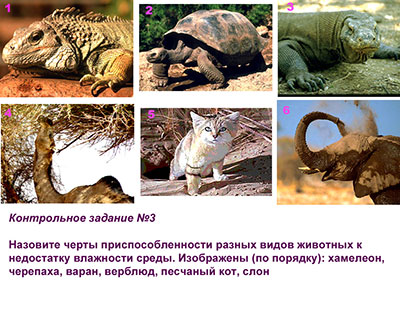 1
2
3
4
5
6
Контрольное задание №3
Назовите черты приспособленности разных видов животных к
недостатку влажности среды. Изображены (по порядку): хамелеон,
черепаха, варан, верблюд, песчаный кот, слон